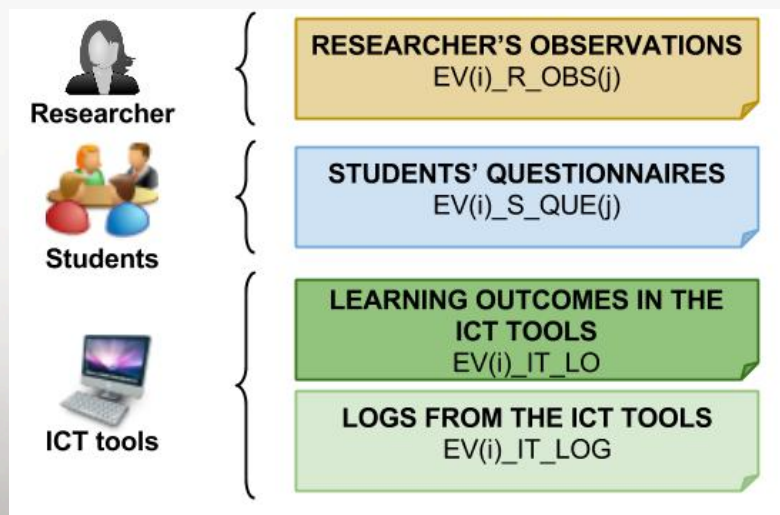 Researcher
RESEARCHER’S OBSERVATIONS
EV(i)_R_OBS(j)
Students
STUDENTS’ QUESTIONNAIRES
EV(i)_S_QUE(j)
ICT tools
LEARNING OUTCOMES IN THE
ICT TOOLS
EV(i)_IT_LO
LOGS FROM THE ICT TOOLS
EV(i)_IT_LOG